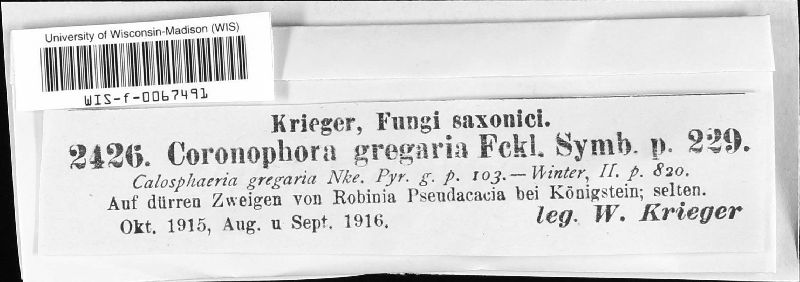 University of Wisconsin-Madison (WIS)
WIS-f-0067491
Krieger, Fungi saxonici.
2426. Coronophora gregaria Fckl. Symb. p. 229.
Calosphaeria gregaria Nke. Pyr. g. p. 103. — Winter, II. p. 820.
Auf dürren Zweigen von Robinia Pseudacacia bei Königstein; selten.
Okt. 1915, Aug. u Sept. 1916.
leg. W. Krieger